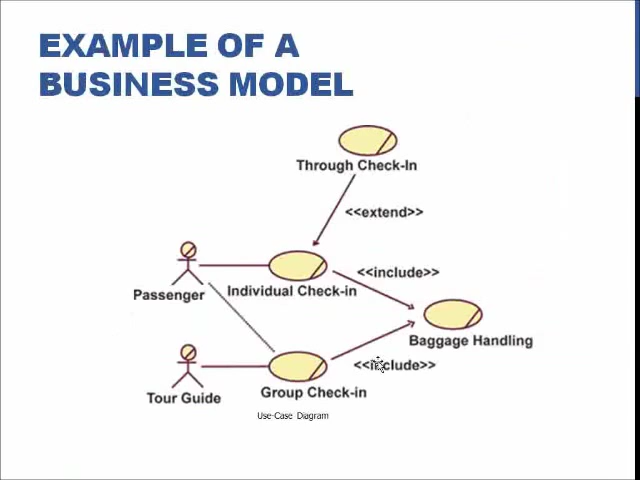 EXAMPLE OF A
BUSINESS MODEL
Through Check-In
<<extend>>
<<include>>
Individual Check-in
Passenger
Baggage Handling
<<include>>
Group Check-in
Tour Guide
Use-Case Diagram